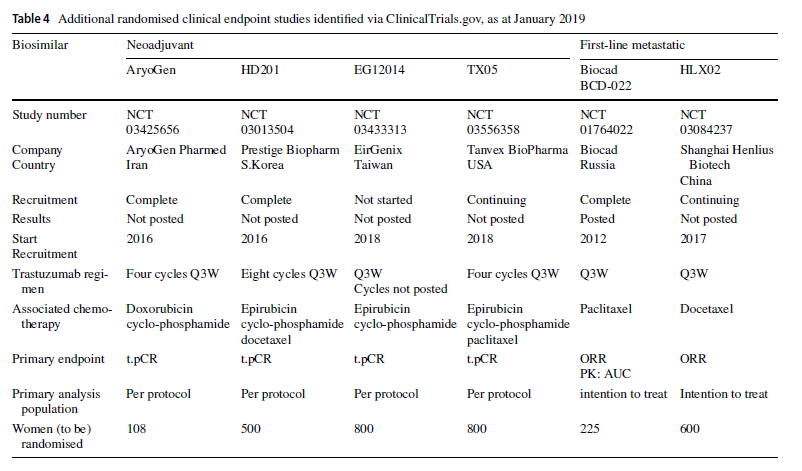 Table 4 Additional randomised clinical endpoint studies identified via ClinicalTrials.gov, as at January 2019
Biosimilar Neoadjuvant First-line metastatic
AryoGen HD201 EG12014 TX05 Biocad HLX02
BCD-022
Study number NCT NCT NCT NCT NCT NCT
03425656 03013504 03433313 03556358 01764022 03084237
Company AryoGen Pharmed Prestige Biopharm EirGenix Tanvex BioPharma Biocad Shanghai Henlius
Country Iran S.Korea Taiwan USA Russia Biotech
China
Recruitment Complete Complete Not started Continuing Complete Continuing
Results Not posted Not posted Not posted Not posted Posted Not posted
Start 2016 2016 2018 2018 2012 2017
Recruitment
Trastuzumab regi- Four cycles Q3W Eight cycles Q3W Q3W Four cycles Q3W Q3W Q3W
men Cycles not posted
Associated chemo- Doxorubicin Epirubicin Epirubicin Epirubicin Paclitaxel Docetaxel
therapy cyclo-phosphamide cyclo-phosphamide cyclo-phosphamide cyclo-phosphamide
docetaxel paclitaxel
Primary endpoint t.pCR t.pCR t.pCR t.pCR ORR ORR
PK: AUC
Primary analysis Per protocol Per protocol Per protocol Per protocol intention to treat Intention to treat
population
Women (to be) 108 500 800 800 225 600
randomised